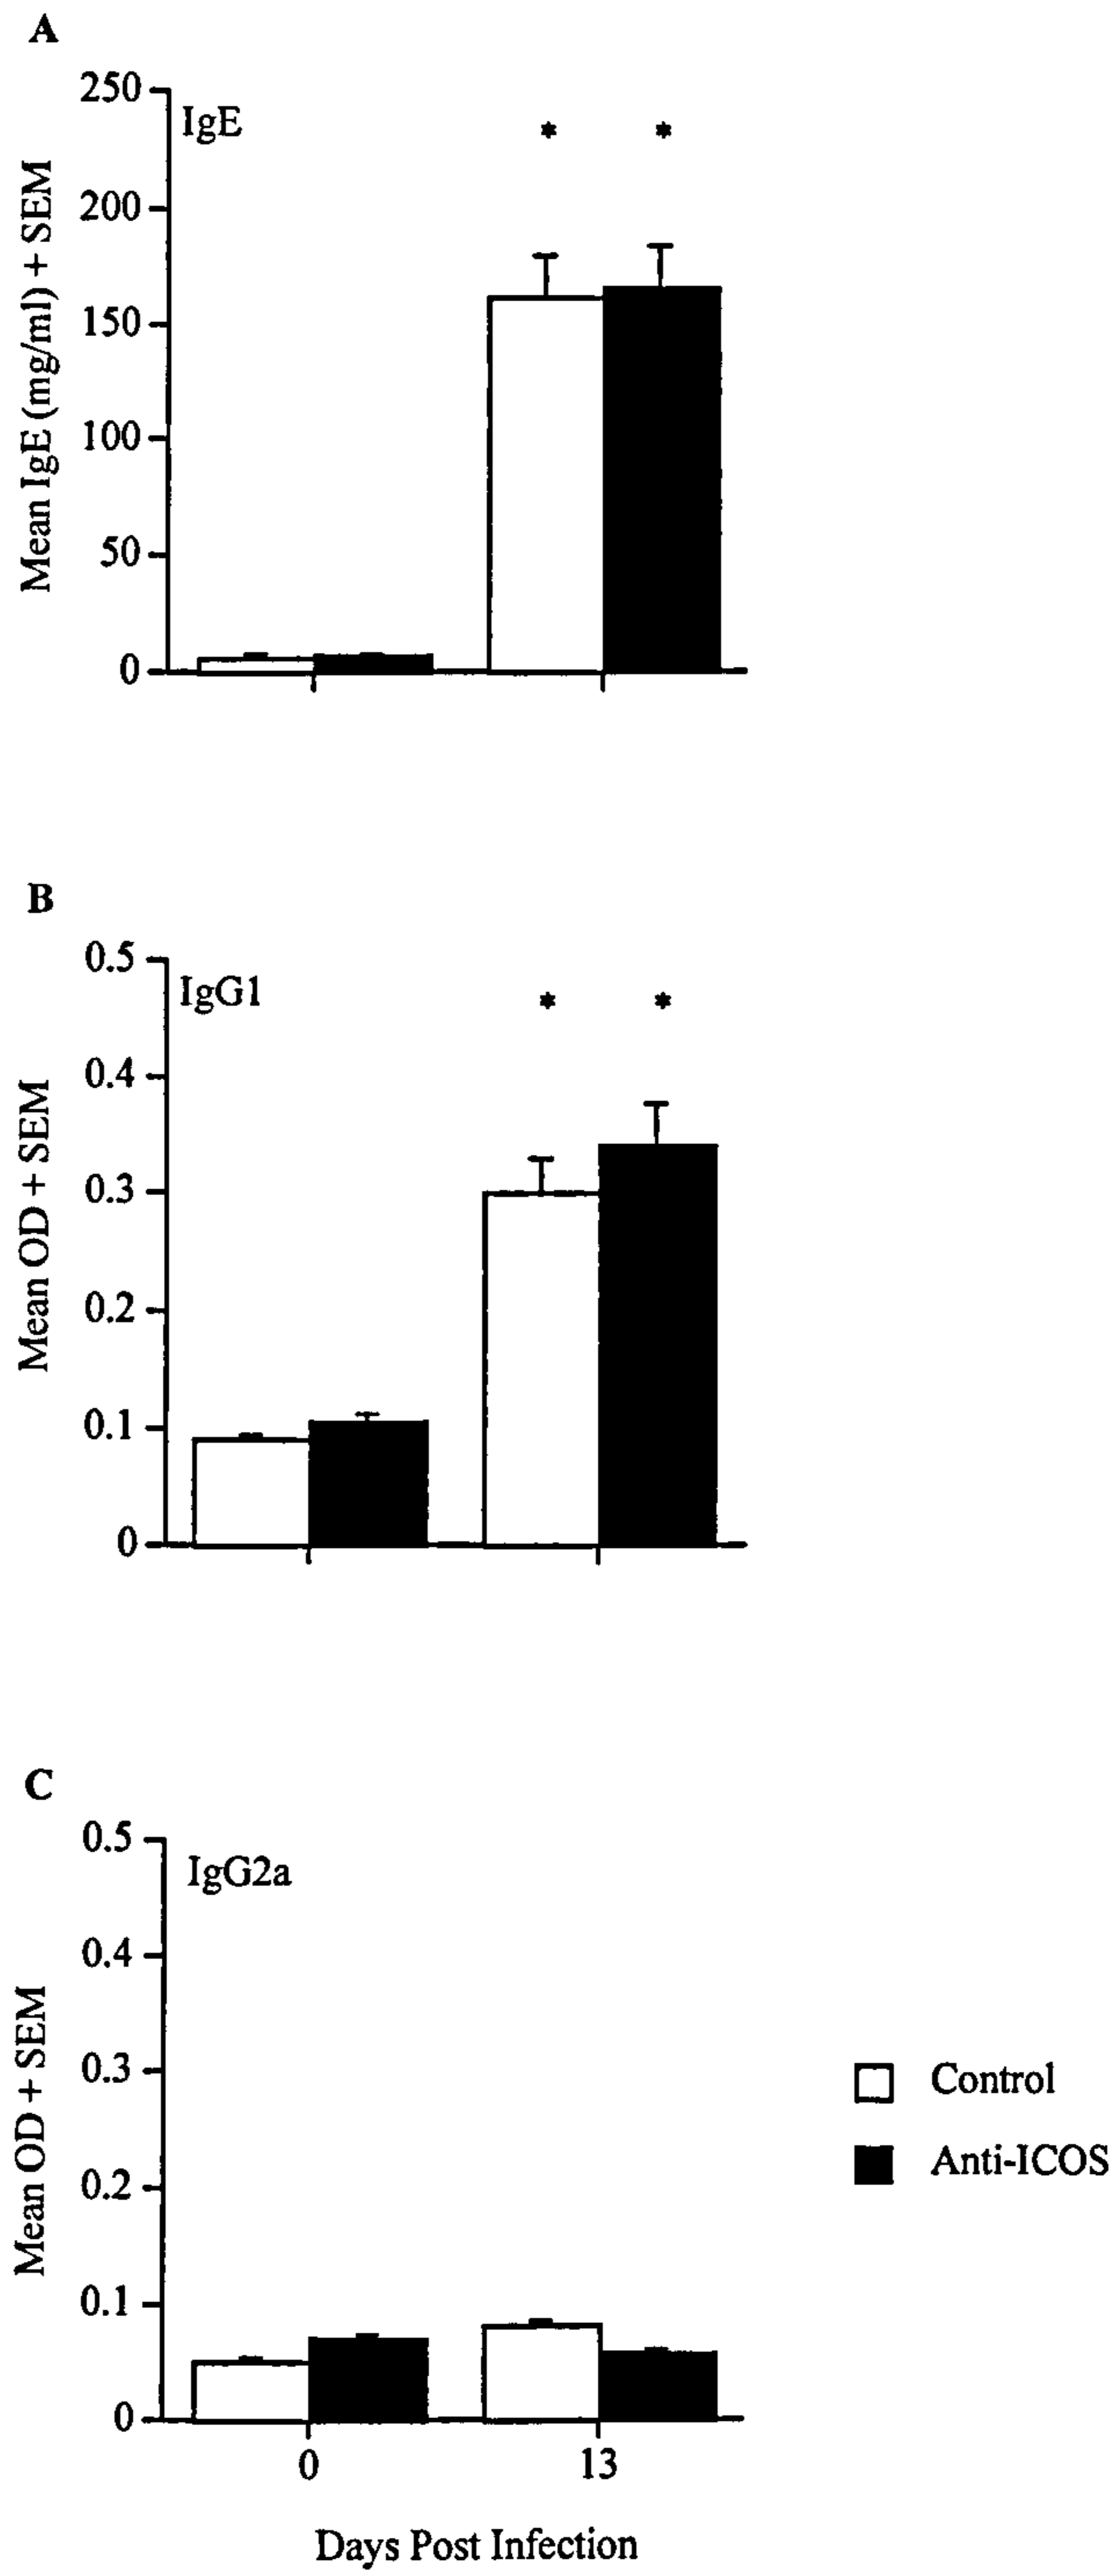 A
250
200
150
100
50
0
Mean IgE (mg/ml) + SEM
IgE
* *
B
0.5
0.4
0.3
0.2
0.1
0
Mean OD + SEM
IgG1
* *
C
0.5
0.4
0.3
0.2
0.1
0
Mean OD + SEM
IgG2a
Control
Anti-ICOS
0 13
Days Post Infection